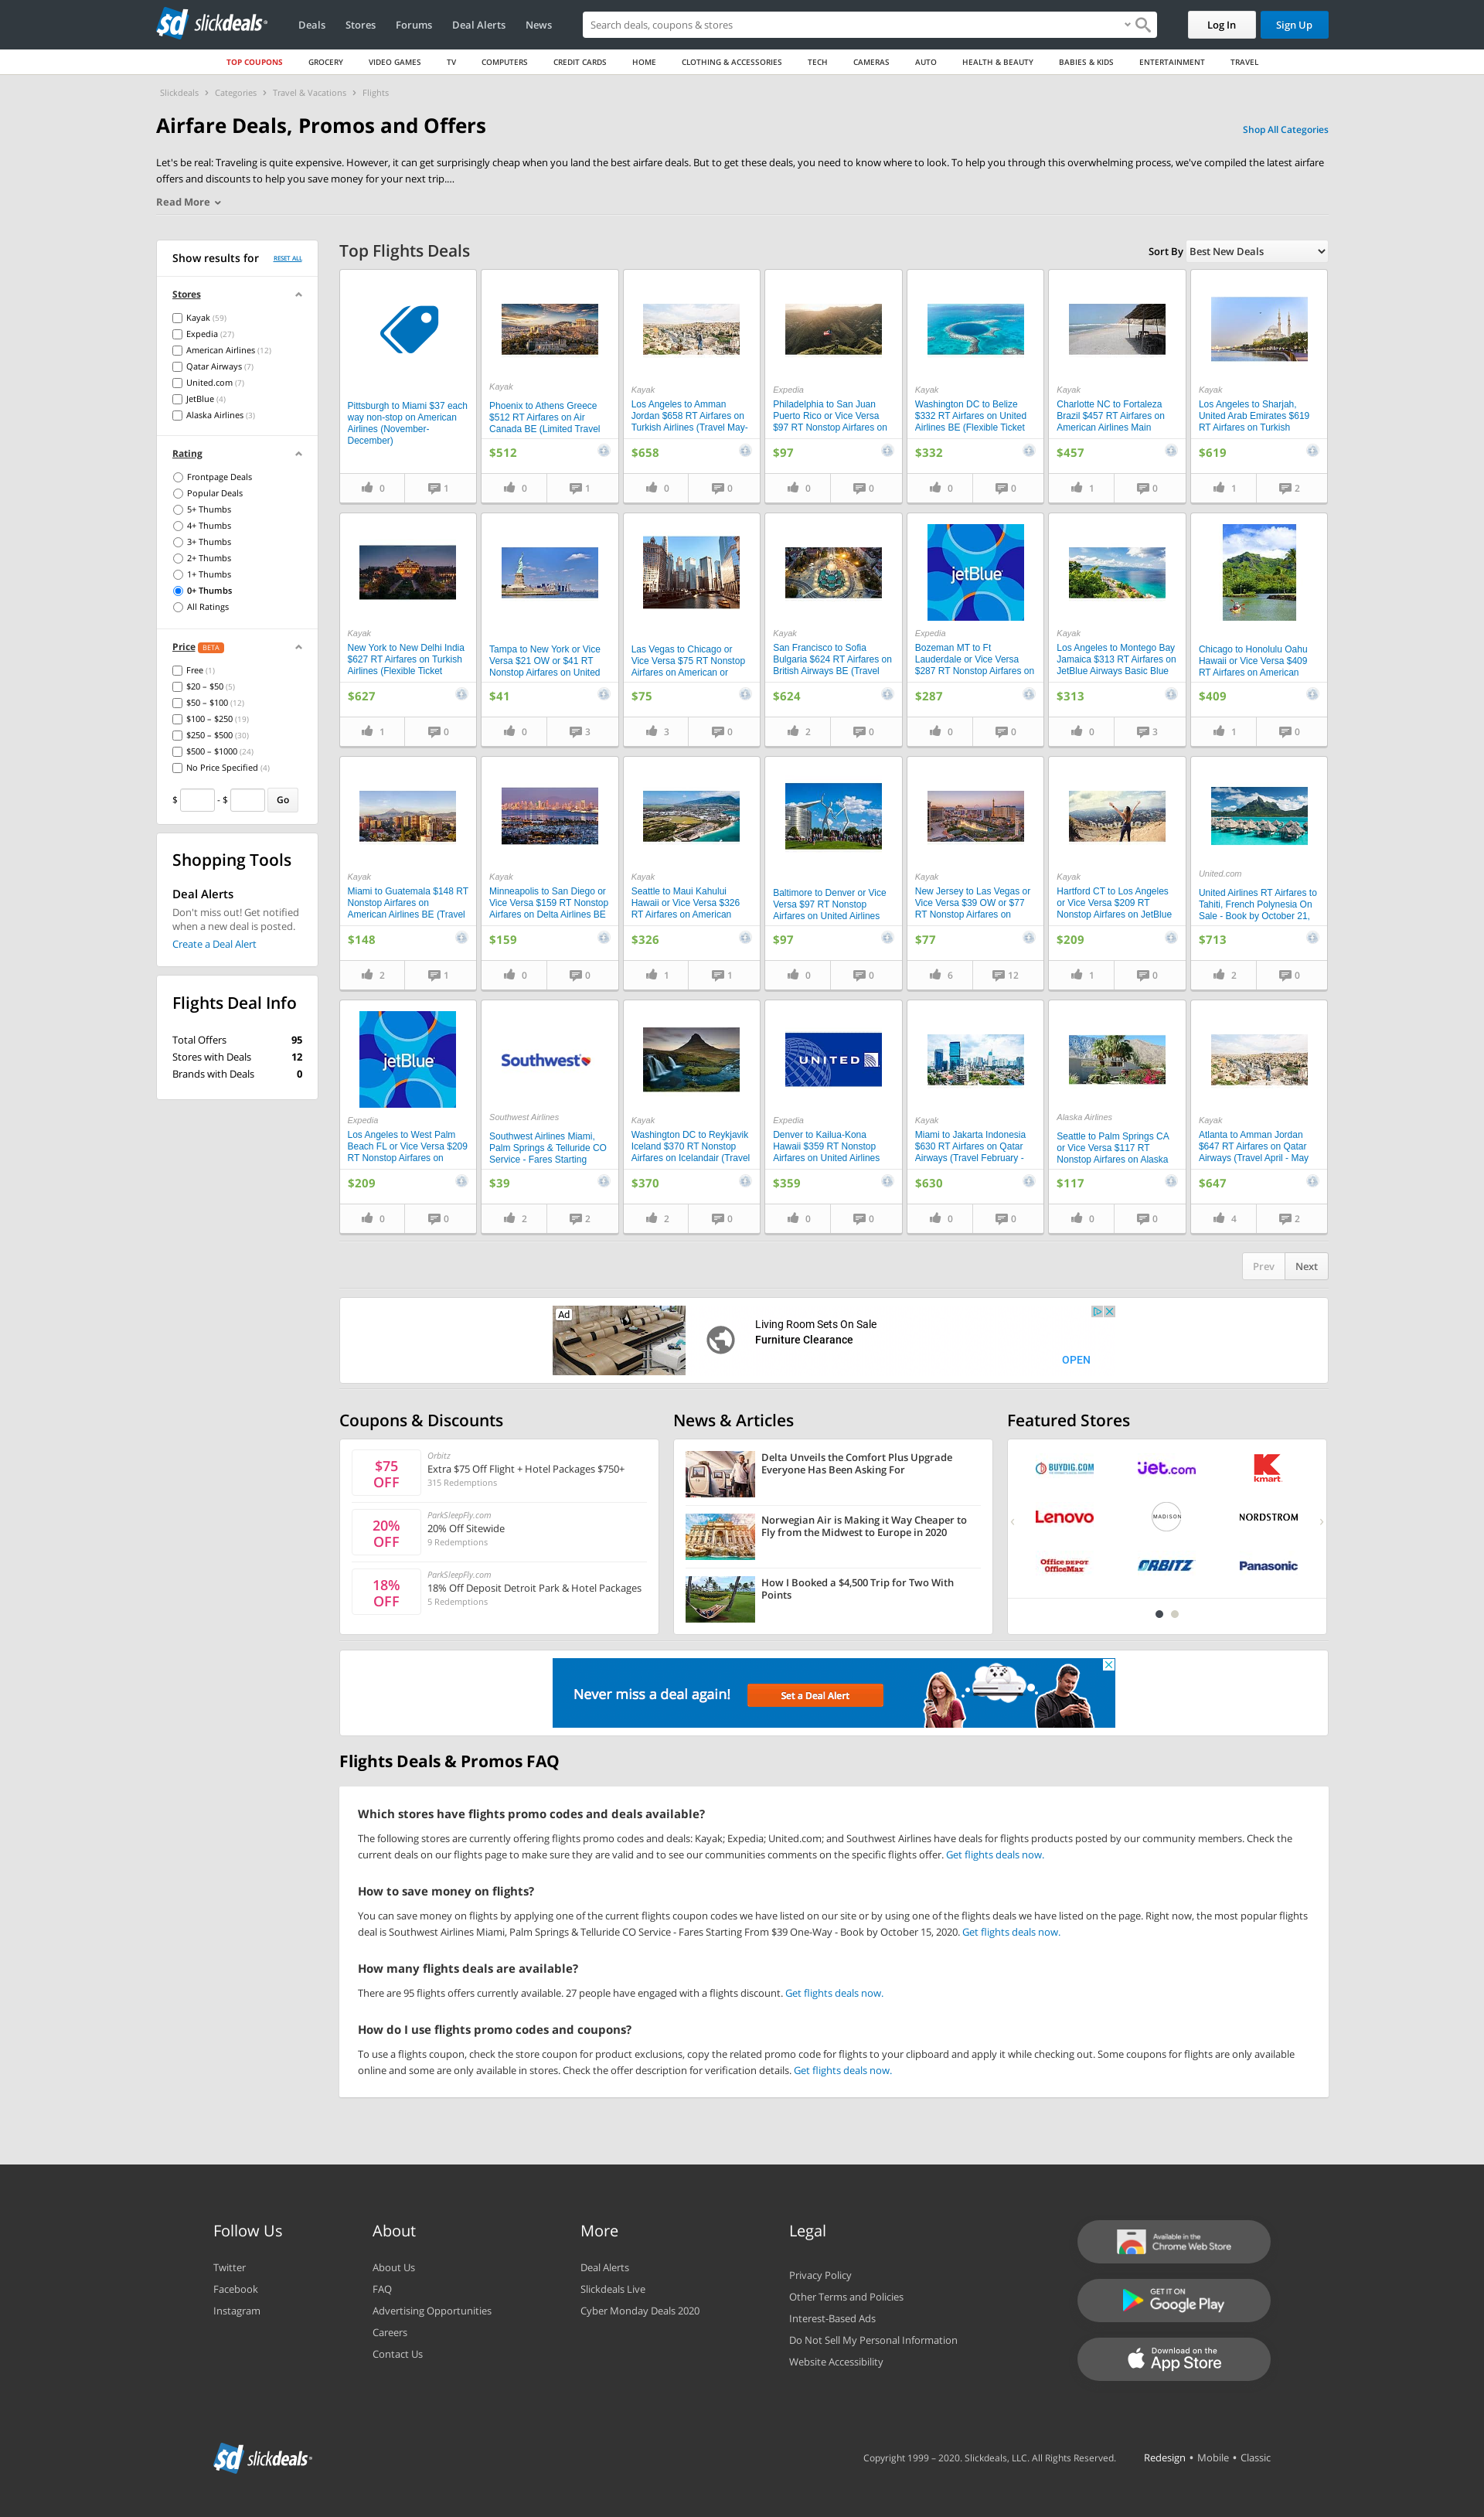 sd slickdeals
Deals
Stores
Forums
Deal Alerts
News
Search deals, coupons & stores
Log In
Sign Up
TOP COUPONS
GROCERY
VIDEO GAMES
TV
COMPUTERS
CREDIT CARDS
HOME
CLOTHING & ACCESSORIES
TECH
CAMERAS
AUTO
HEALTH & BEAUTY
BABIES & KIDS
ENTERTAINMENT
TRAVEL
Slickdeals › Categories › Travel & Vacations › Flights
Airfare Deals, Promos and Offers
Shop All Categories
Let's be real: Traveling is quite expensive. However, it can get surprisingly cheap when you land the best airfare deals. But to get these deals, you need to know where to look. To help you through this overwhelming process, we've compiled the latest airfare
offers and discounts to help you save money for your next trip....
Read More
Show results for
RESET ALL
Stores
Kayak (59)
Expedia (27)
American Airlines (12)
Qatar Airways (7)
United.com (7)
JetBlue (4)
Alaska Airlines (3)
Rating
Frontpage Deals
Popular Deals
5+ Thumbs
4+ Thumbs
3+ Thumbs
2+ Thumbs
1+ Thumbs
0+ Thumbs
All Ratings
Price BETA
Free (1)
$20 – $50 (5)
$50 – $100 (12)
$100 – $250 (19)
$250 – $500 (30)
$500 – $1000 (24)
No Price Specified (4)
$ - $ Go
Shopping Tools
Deal Alerts
Don't miss out! Get notified
when a new deal is posted.
Create a Deal Alert
Flights Deal Info
Total Offers 95
Stores with Deals 12
Brands with Deals 0
Top Flights Deals
Sort By Best New Deals
Pittsburgh to Miami $37 each
way non-stop on American
Airlines (November-
December)
0 1
Kayak
Phoenix to Athens Greece
$512 RT Airfares on Air
Canada BE (Limited Travel
$512
0 1
Kayak
Los Angeles to Amman
Jordan $658 RT Airfares on
Turkish Airlines (Travel May-
$658
0 0
Expedia
Philadelphia to San Juan
Puerto Rico or Vice Versa
$97 RT Nonstop Airfares on
$97
0 0
Kayak
Washington DC to Belize
$332 RT Airfares on United
Airlines BE (Flexible Ticket
$332
0 0
Kayak
Charlotte NC to Fortaleza
Brazil $457 RT Airfares on
American Airlines Main
$457
1 0
Kayak
Los Angeles to Sharjah,
United Arab Emirates $619
RT Airfares on Turkish
$619
1 2
Kayak
New York to New Delhi India
$627 RT Airfares on Turkish
Airlines (Flexible Ticket
$627
1 0
Tampa to New York or Vice
Versa $21 OW or $41 RT
Nonstop Airfares on United
$41
0 3
Las Vegas to Chicago or
Vice Versa $75 RT Nonstop
Airfares on American or
$75
3 0
Kayak
San Francisco to Sofia
Bulgaria $624 RT Airfares on
British Airways BE (Travel
$624
2 0
jetBlue
Expedia
Bozeman MT to Ft
Lauderdale or Vice Versa
$287 RT Nonstop Airfares on
$287
0 0
Kayak
Los Angeles to Montego Bay
Jamaica $313 RT Airfares on
JetBlue Airways Basic Blue
$313
0 3
Chicago to Honolulu Oahu
Hawaii or Vice Versa $409
RT Airfares on American
$409
1 0
Kayak
Miami to Guatemala $148 RT
Nonstop Airfares on
American Airlines BE (Travel
$148
2 1
Kayak
Minneapolis to San Diego or
Vice Versa $159 RT Nonstop
Airfares on Delta Airlines BE
$159
0 0
Kayak
Seattle to Maui Kahului
Hawaii or Vice Versa $326
RT Airfares on American
$326
1 1
Baltimore to Denver or Vice
Versa $97 RT Nonstop
Airfares on United Airlines
$97
0 0
Kayak
New Jersey to Las Vegas or
Vice Versa $39 OW or $77
RT Nonstop Airfares on
$77
6 12
Kayak
Hartford CT to Los Angeles
or Vice Versa $209 RT
Nonstop Airfares on JetBlue
$209
1 0
United.com
United Airlines RT Airfares to
Tahiti, French Polynesia On
Sale - Book by October 21,
$713
2 0
jetBlue
Expedia
Los Angeles to West Palm
Beach FL or Vice Versa $209
RT Nonstop Airfares on
$209
0 0
Southwest
Southwest Airlines
Southwest Airlines Miami,
Palm Springs & Telluride CO
Service - Fares Starting
$39
2 2
Kayak
Washington DC to Reykjavik
Iceland $370 RT Nonstop
Airfares on Icelandair (Travel
$370
2 0
UNITED
Expedia
Denver to Kailua-Kona
Hawaii $359 RT Nonstop
Airfares on United Airlines
$359
0 0
Kayak
Miami to Jakarta Indonesia
$630 RT Airfares on Qatar
Airways (Travel February -
$630
0 0
Alaska Airlines
Seattle to Palm Springs CA
or Vice Versa $117 RT
Nonstop Airfares on Alaska
$117
0 0
Kayak
Atlanta to Amman Jordan
$647 RT Airfares on Qatar
Airways (Travel April - May
$647
4 2
Prev
Next
Ad
Living Room Sets On Sale
Furniture Clearance
OPEN
Coupons & Discounts
$75
OFF
Orbitz
Extra $75 Off Flight + Hotel Packages $750+
315 Redemptions
20%
OFF
ParkSleepFly.com
20% Off Sitewide
9 Redemptions
18%
OFF
ParkSleepFly.com
18% Off Deposit Detroit Park & Hotel Packages
5 Redemptions
News & Articles
Delta Unveils the Comfort Plus Upgrade
Everyone Has Been Asking For
Norwegian Air is Making it Way Cheaper to
Fly from the Midwest to Europe in 2020
How I Booked a $4,500 Trip for Two With
Points
Featured Stores
BUYDIG.COM
jet.com
kmart
Lenovo
MADISON
NORDSTROM
Office DEPOT
OfficeMax
ORBITZ
Panasonic
Never miss a deal again!
Set a Deal Alert
Flights Deals & Promos FAQ
Which stores have flights promo codes and deals available?
The following stores are currently offering flights promo codes and deals: Kayak; Expedia; United.com; and Southwest Airlines have deals for flights products posted by our community members. Check the
current deals on our flights page to make sure they are valid and to see our communities comments on the specific flights offer. Get flights deals now.
How to save money on flights?
You can save money on flights by applying one of the current flights coupon codes we have listed on our site or by using one of the flights deals we have listed on the page. Right now, the most popular flights
deal is Southwest Airlines Miami, Palm Springs & Telluride CO Service - Fares Starting From $39 One-Way - Book by October 15, 2020. Get flights deals now.
How many flights deals are available?
There are 95 flights offers currently available. 27 people have engaged with a flights discount. Get flights deals now.
How do I use flights promo codes and coupons?
To use a flights coupon, check the store coupon for product exclusions, copy the related promo code for flights to your clipboard and apply it while checking out. Some coupons for flights are only available
online and some are only available in stores. Check the offer description for verification details. Get flights deals now.
Follow Us
Twitter
Facebook
Instagram
About
About Us
FAQ
Advertising Opportunities
Careers
Contact Us
More
Deal Alerts
Slickdeals Live
Cyber Monday Deals 2020
Legal
Privacy Policy
Other Terms and Policies
Interest-Based Ads
Do Not Sell My Personal Information
Website Accessibility
Available in the
Chrome Web Store
GET IT ON
Google Play
Download on the
App Store
sd slickdeals
Copyright 1999 – 2020. Slickdeals, LLC. All Rights Reserved.
Redesign • Mobile • Classic